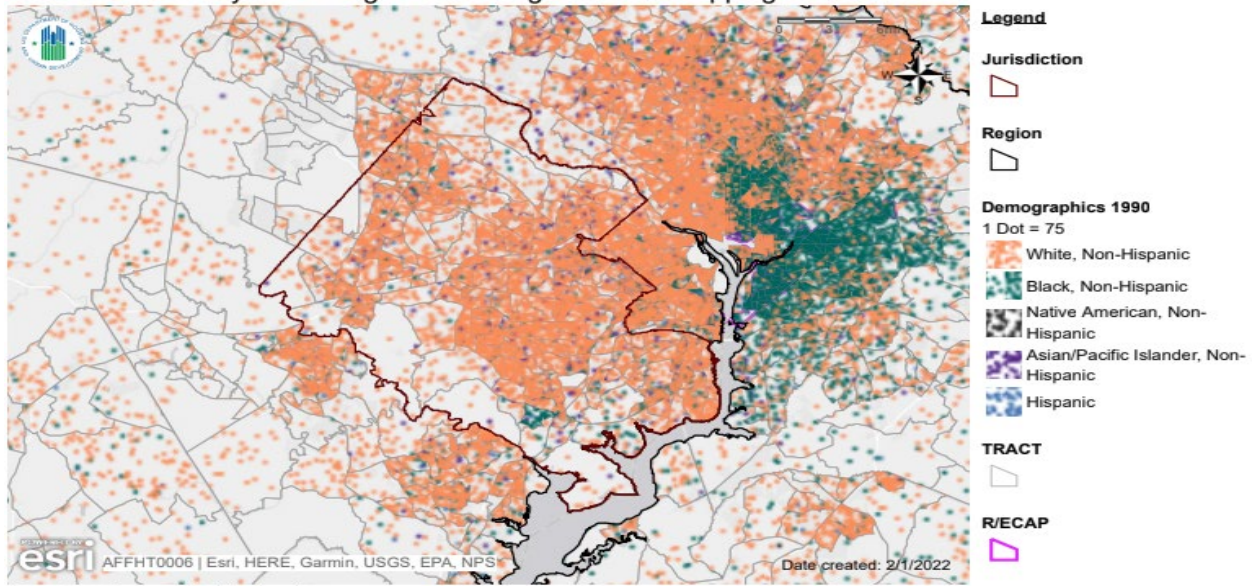 Legend
Jurisdiction
Region
Demographics 1990
1 Dot = 75
White, Non-Hispanic
Black, Non-Hispanic
Native American, Non-
Hispanic
Asian/Pacific Islander, Non-
Hispanic
Hispanic
TRACT
R/ECAP
W
E
S
esri
AFFHT0006 | Esri, HERE, Garmin, USGS, EPA, NPS
Date created: 2/1/2022